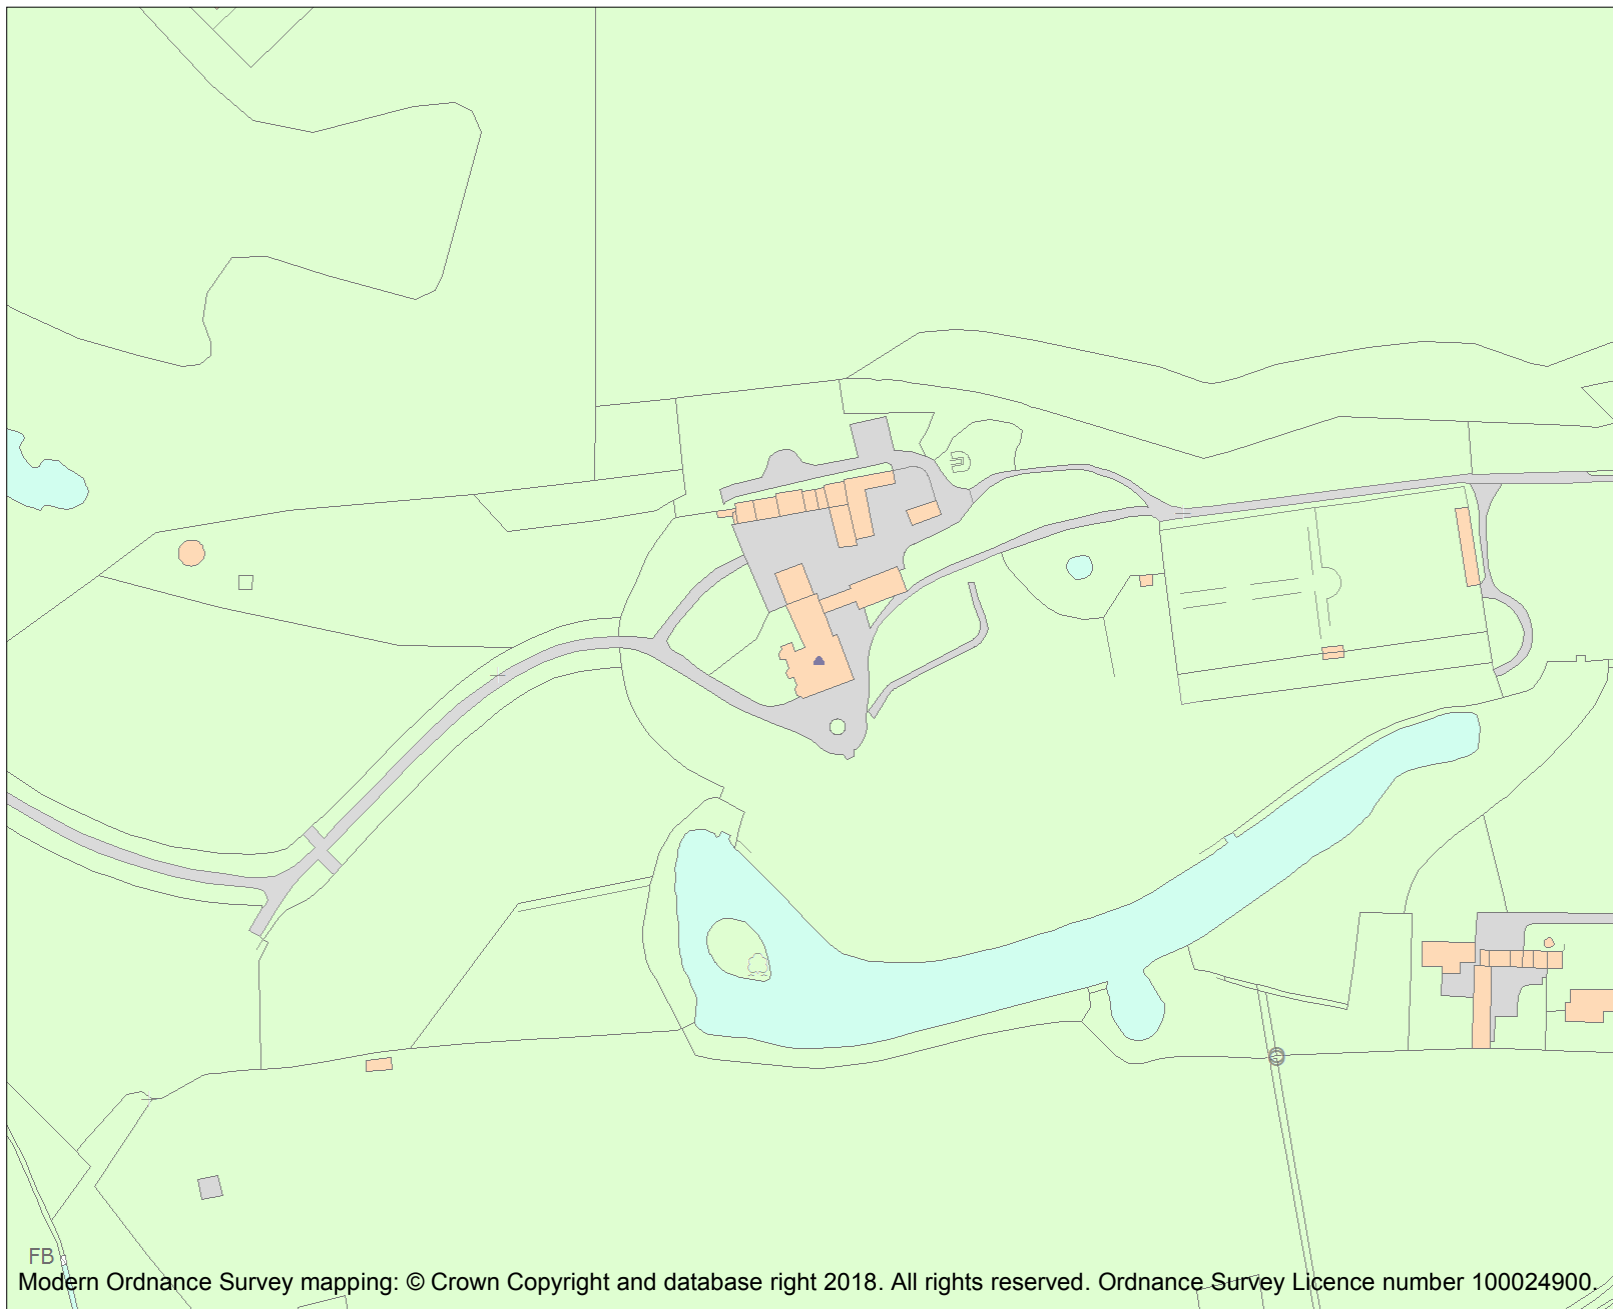 FB
Modern Ordnance Survey mapping: © Crown Copyright and database right 2018. All rights reserved. Ordnance Survey Licence number 100024900.